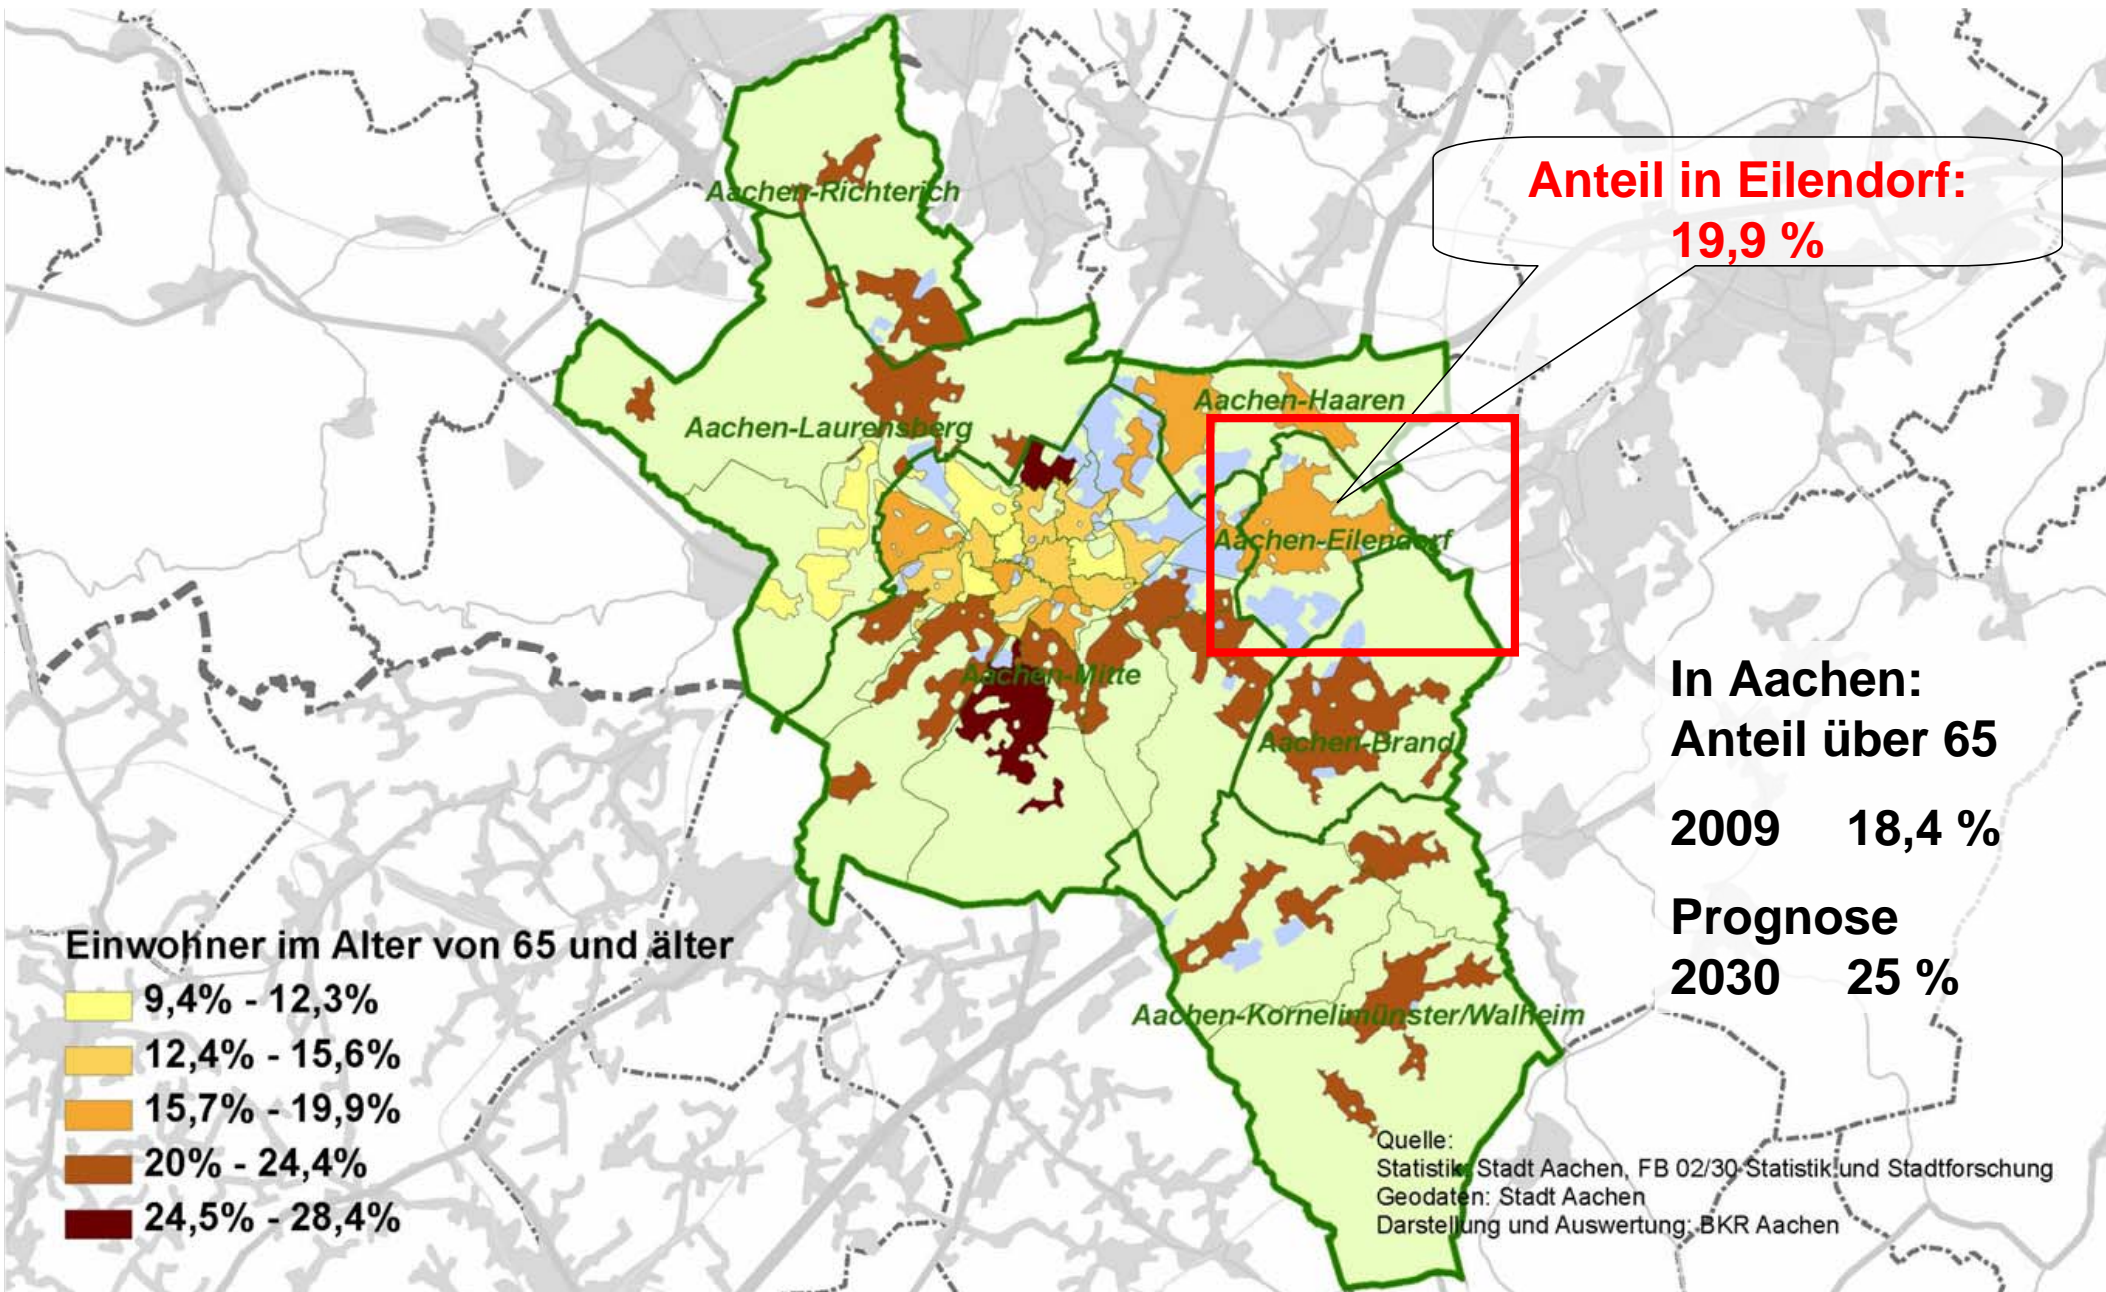 Anteil in Eilendorf:
19,9 %
Aachen-Richterich
Aachen-Haaren
Aachen-Laurensberg
Aachen-Eilendorf
Aachen-Mitte
Aachen-Brand
Aachen-Kornelimünster/Walheim
In Aachen:
Anteil über 65
2009 18,4 %
Prognose
2030 25 %
Einwohner im Alter von 65 und älter
9,4% - 12,3%
12,4% - 15,6%
15,7% - 19,9%
20% - 24,4%
24,5% - 28,4%
Quelle:
Statistik: Stadt Aachen, FB 02/30 Statistik und Stadtforschung
Geodaten: Stadt Aachen
Darstellung und Auswertung: BKR Aachen